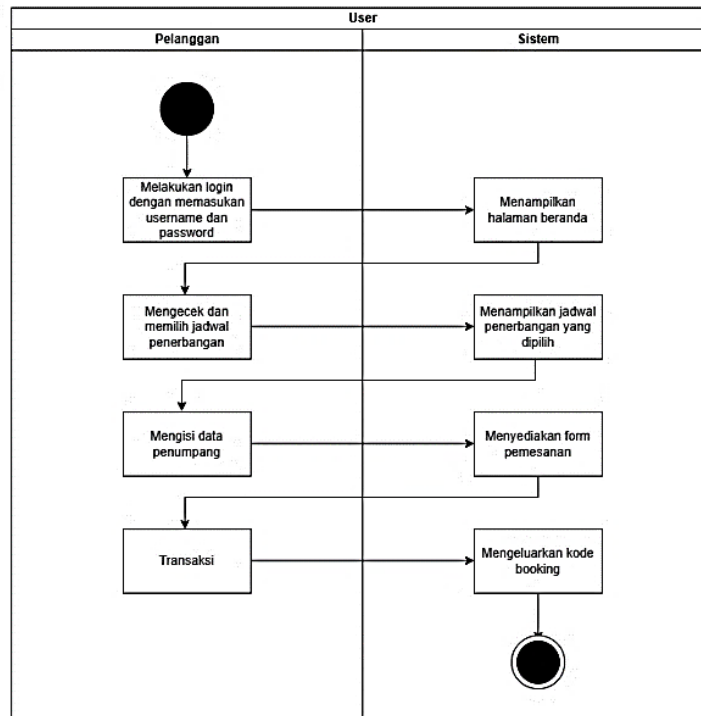 User
Pelanggan
Sistem
Melakukan login
dengan memasukan
username dan
password
Menampilkan
halaman beranda
Mengecek dan
memilih jadwal
penerbangan
Menampilkan jadwal
penerbangan yang
dipilih
Mengisi data
penumpang
Menyediakan form
pemesanan
Transaksi
Mengeluarkan kode
booking